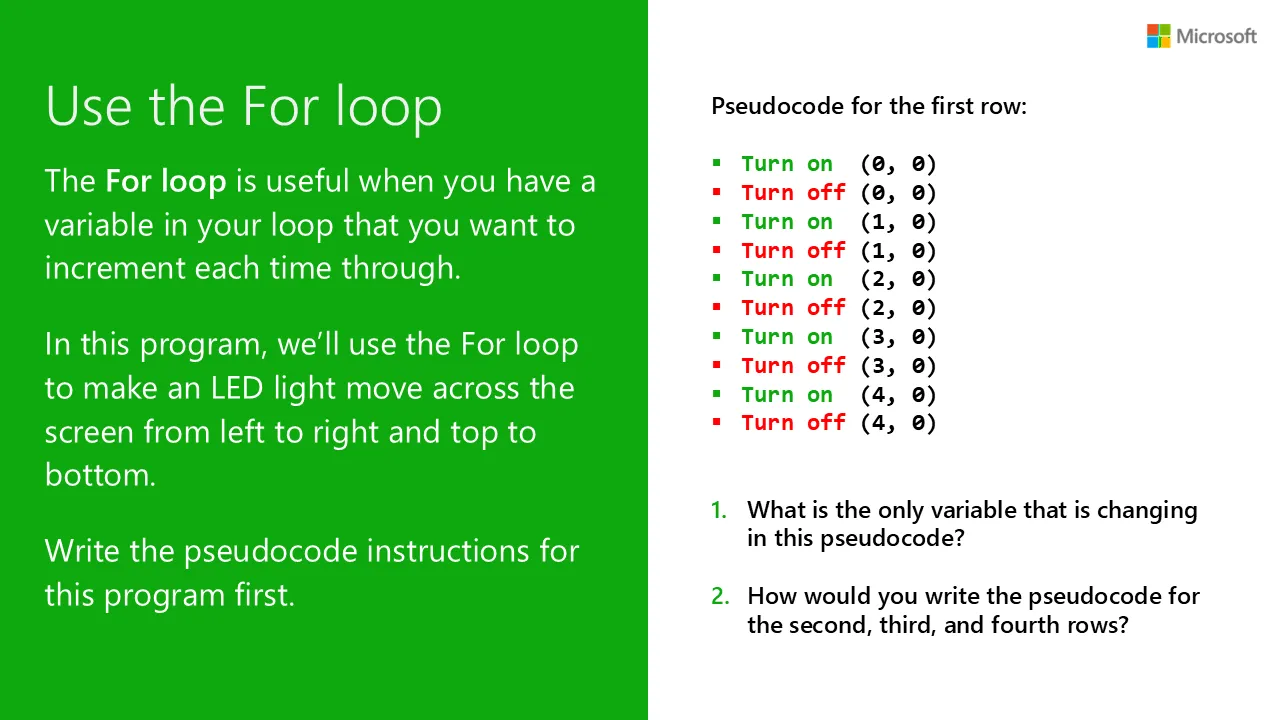 Microsoft
Use the For loop
The For loop is useful when you have a
variable in your loop that you want to
increment each time through.
In this program, we’ll use the For loop
to make an LED light move across the
screen from left to right and top to
bottom.
Write the pseudocode instructions for
this program first.
Pseudocode for the first row:
▪ Turn on (0, 0)
▪ Turn off (0, 0)
▪ Turn on (1, 0)
▪ Turn off (1, 0)
▪ Turn on (2, 0)
▪ Turn off (2, 0)
▪ Turn on (3, 0)
▪ Turn off (3, 0)
▪ Turn on (4, 0)
▪ Turn off (4, 0)
1. What is the only variable that is changing
in this pseudocode?
2. How would you write the pseudocode for
the second, third, and fourth rows?